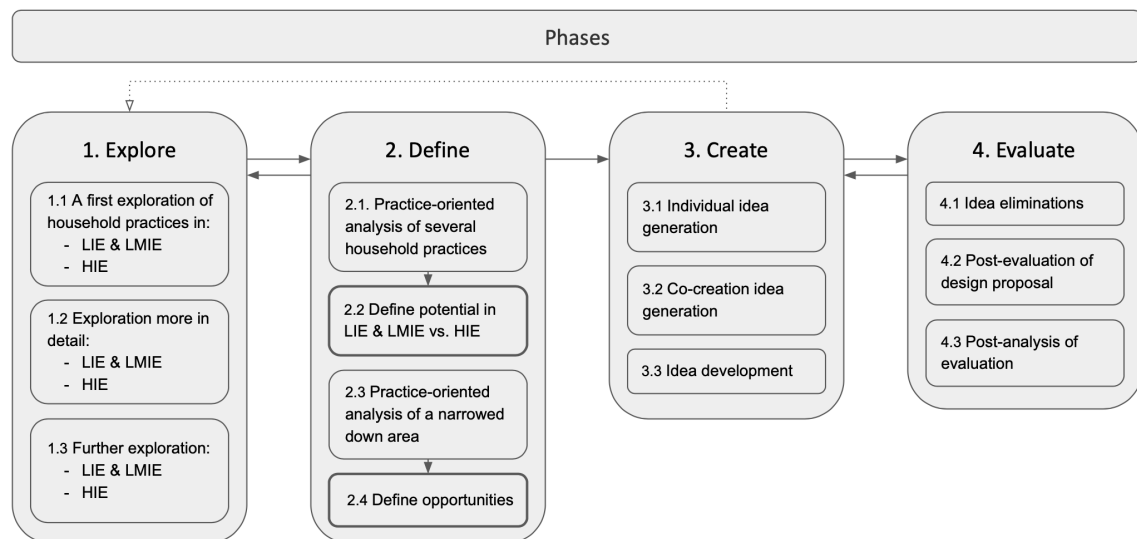 Phases
1. Explore
1.1 A first exploration of
household practices in:
- LIE & LMIE
- HIE
1.2 Exploration more in
detail:
- LIE & LMIE
- HIE
1.3 Further exploration:
- LIE & LMIE
- HIE
2. Define
2.1. Practice-oriented
analysis of several
household practices
2.2 Define potential in
LIE & LMIE vs. HIE
2.3 Practice-oriented
analysis of a narrowed
down area
2.4 Define opportunities
3. Create
3.1 Individual idea
generation
3.2 Co-creation idea
generation
3.3 Idea development
4. Evaluate
4.1 Idea eliminations
4.2 Post-evaluation of
design proposal
4.3 Post-analysis of
evaluation